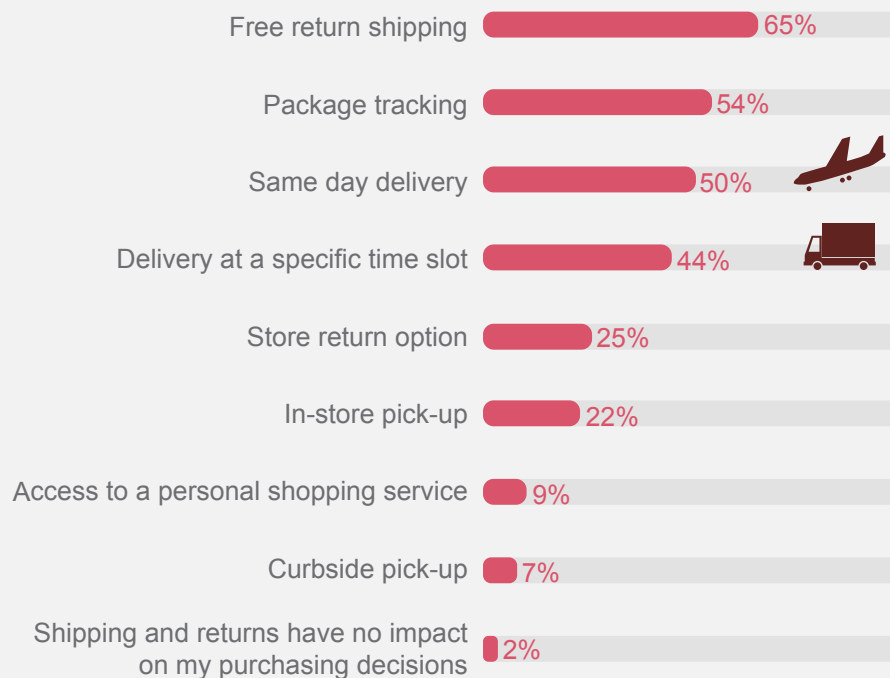 Free return shipping 65%
Package tracking 54%
Same day delivery 50%
Delivery at a specific time slot 44%
Store return option 25%
In-store pick-up 22%
Access to a personal shopping service 9%
Curbside pick-up 7%
Shipping and returns have no impact
on my purchasing decisions 2%